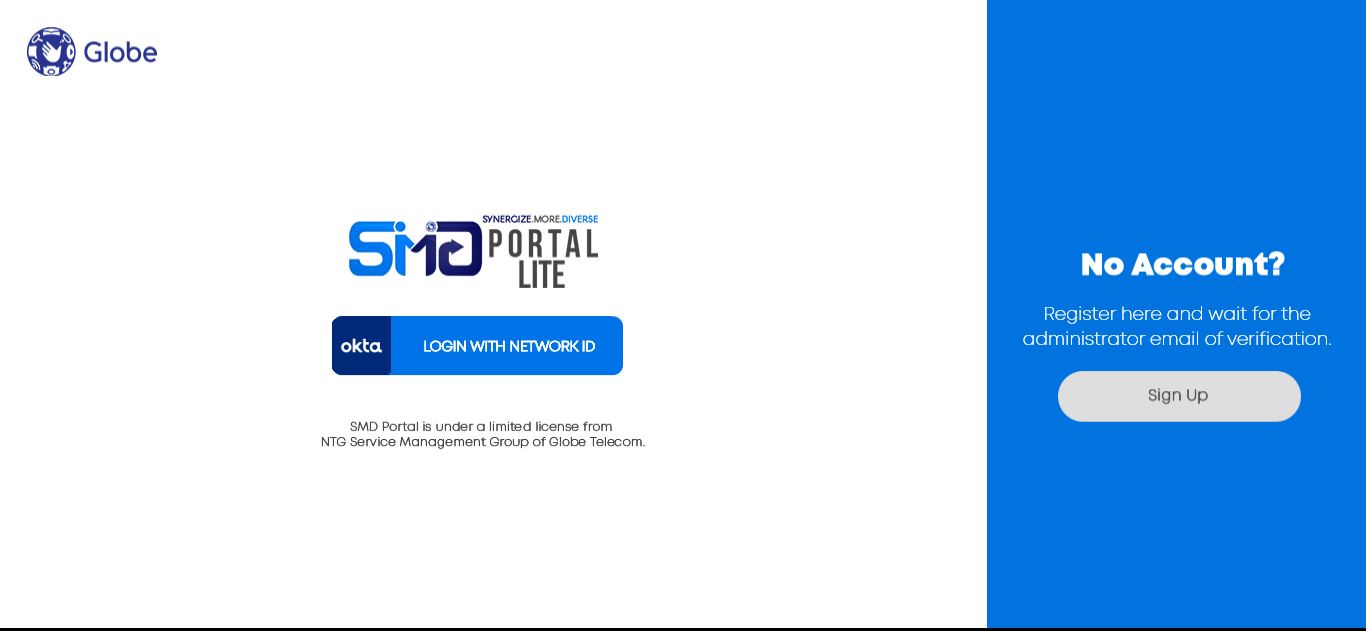 Globe
SYNERGIZE.MORE.DIVERSE
SMD PORTAL
LITE
okta LOGIN WITH NETWORK ID
SMD Portal is under a limited license from
NTG Service Management Group of Globe Telecom.
No Account?
Register here and wait for the
administrator email of verification.
Sign Up